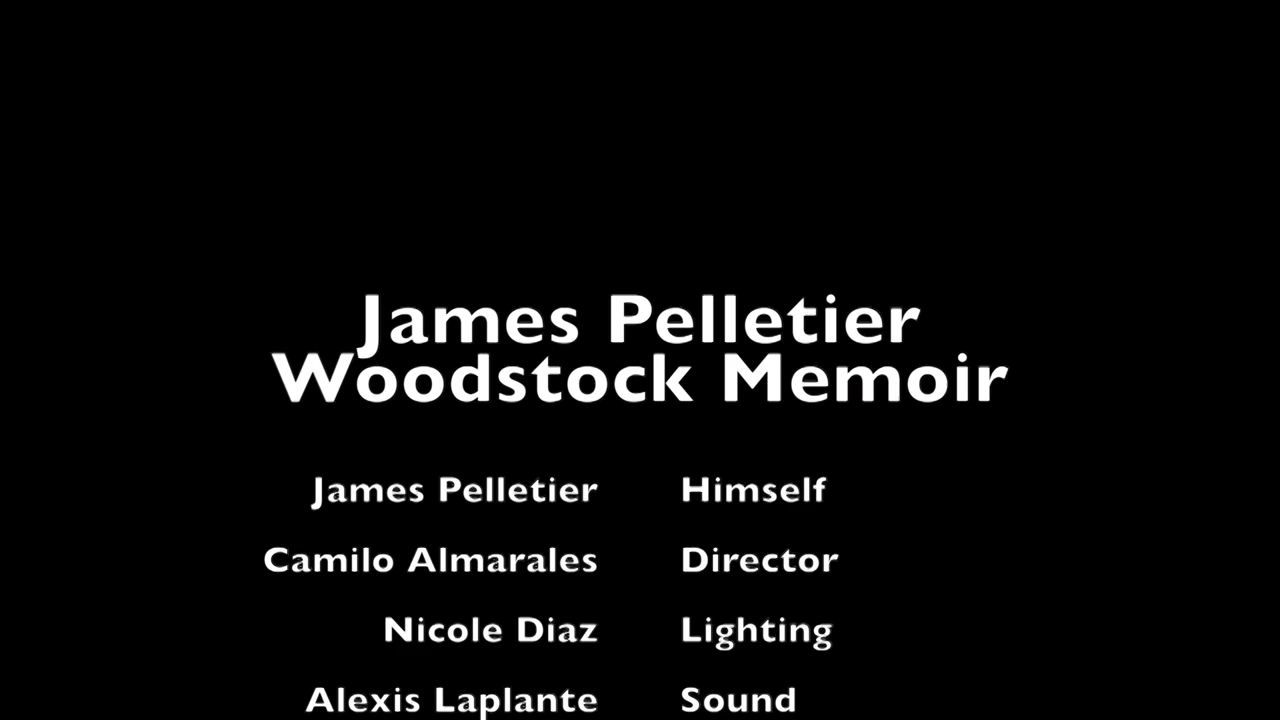 James Pelletier
Woodstock Memoir
James Pelletier Himself
Camilo Almarales Director
Nicole Diaz Lighting
Alexis Laplante Sound